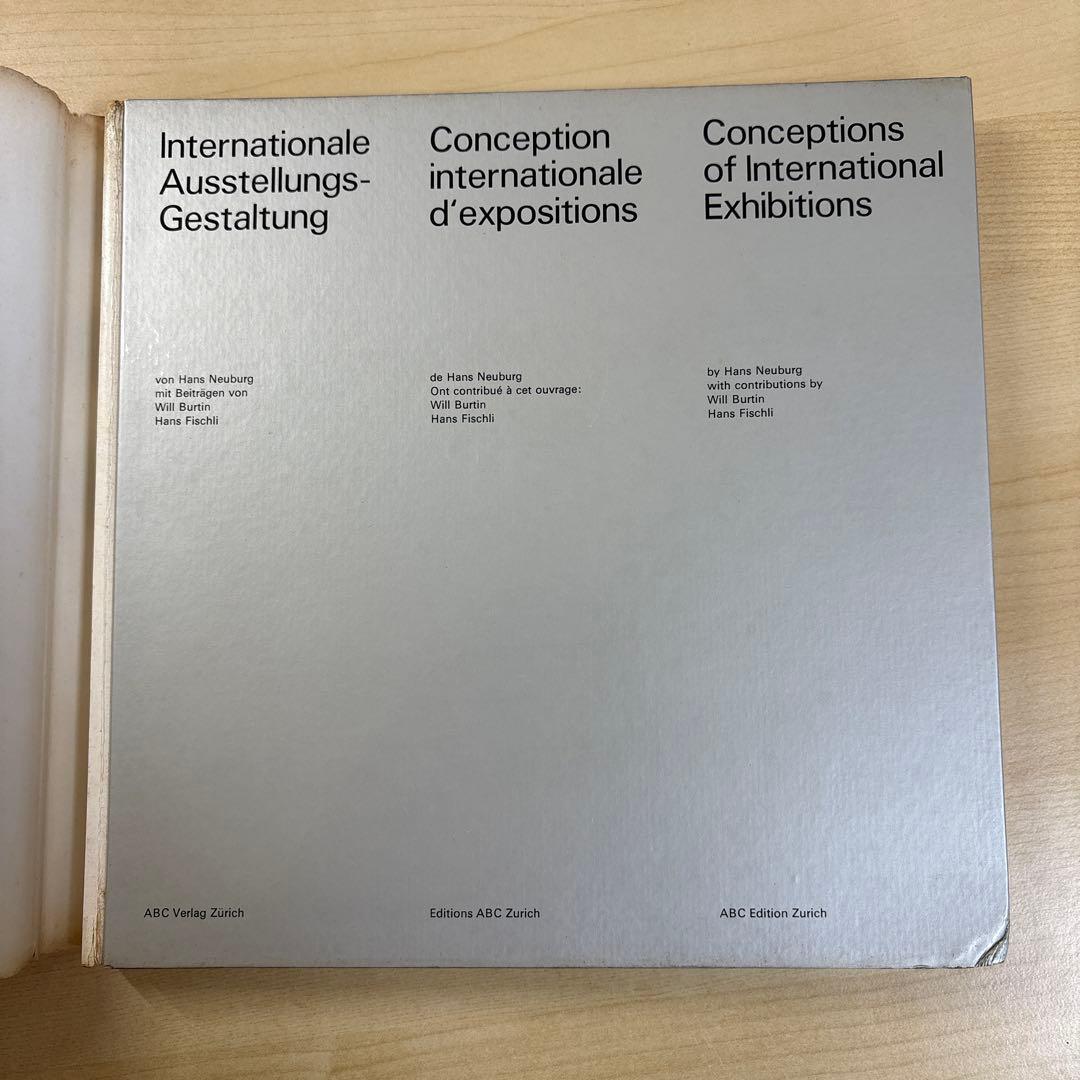 Internationale
Ausstellungs-
Gestaltung
Conception
internationale
d‘expositions
Conceptions
of International
Exhibitions
von Hans Neuburg
mit Beiträgen von
Will Burtin
Hans Fischli
de Hans Neuburg
Ont contribué à cet ouvrage:
Will Burtin
Hans Fischli
by Hans Neuburg
with contributions by
Will Burtin
Hans Fischli
ABC Verlag Zürich
Editions ABC Zurich
ABC Edition Zurich